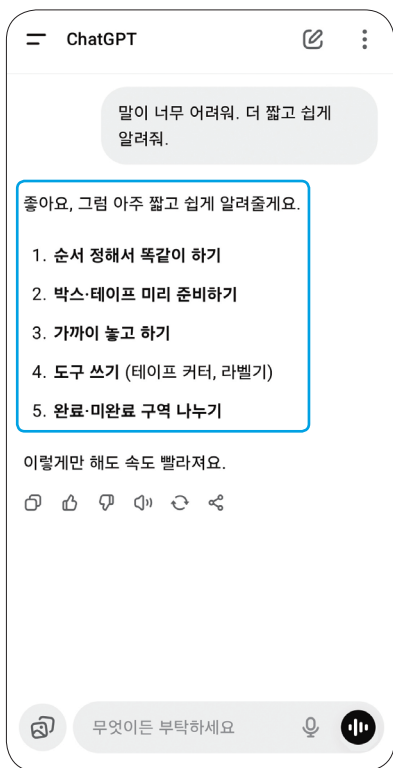 ChatGPT
말이 너무 어려워. 더 짧고 쉽게
알려줘.
좋아요, 그럼 아주 짧고 쉽게 알려줄게요.
1. 순서 정해서 똑같이 하기
2. 박스·테이프 미리 준비하기
3. 가까이 놓고 하기
4. 도구 쓰기 (테이프 커터, 라벨기)
5. 완료·미완료 구역 나누기
이렇게만 해도 속도 빨라져요.
무엇이든 부탁하세요